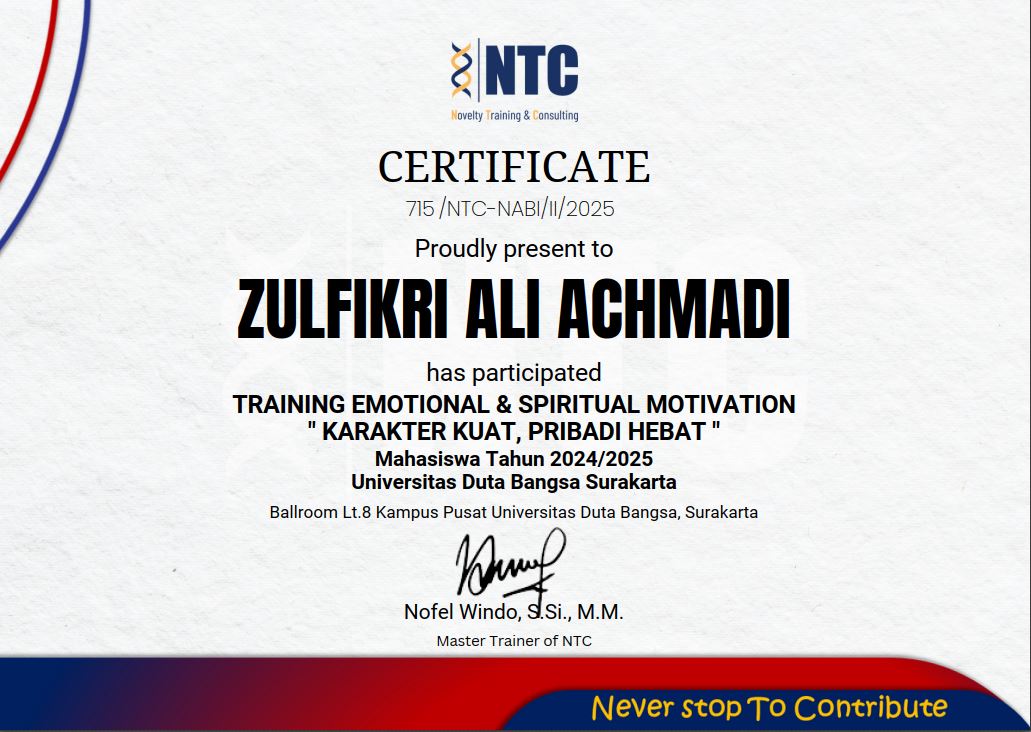 NTC
Novelty Training & Consulting
CERTIFICATE
715 /NTC-NABI/II/2025
Proudly present to
ZULFIKRI ALI ACHMADI
has participated
TRAINING EMOTIONAL & SPIRITUAL MOTIVATION
" KARAKTER KUAT, PRIBADI HEBAT "
Mahasiswa Tahun 2024/2025
Universitas Duta Bangsa Surakarta
Ballroom Lt.8 Kampus Pusat Universitas Duta Bangsa, Surakarta
Nofel Windo, S.Si., M.M.
Master Trainer of NTC
Never stop To Contribute